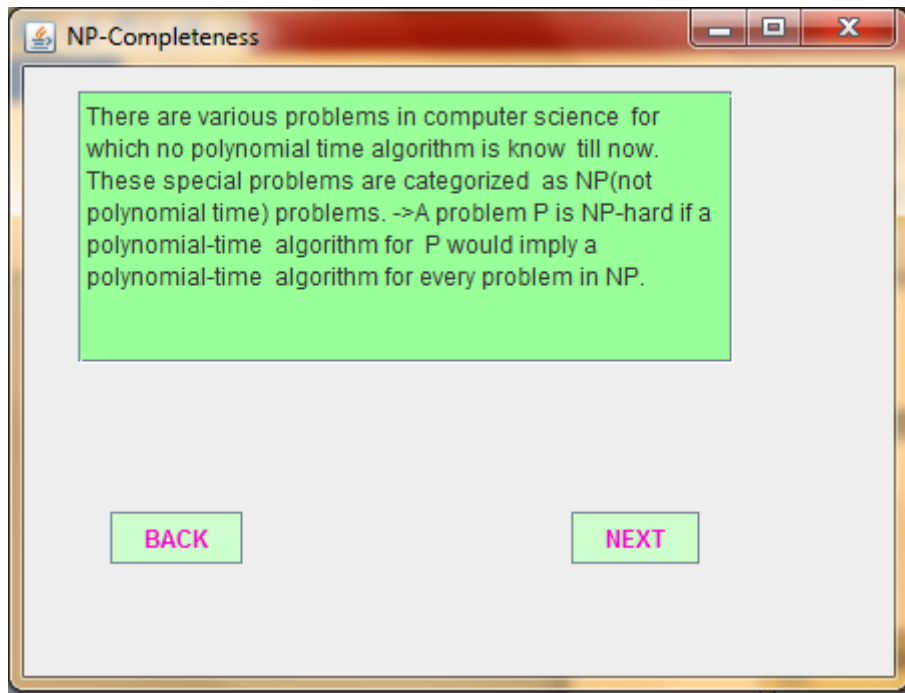 NP-Completeness
There are various problems in computer science for
which no polynomial time algorithm is know till now.
These special problems are categorized as NP(not
polynomial time) problems. ->A problem P is NP-hard if a
polynomial-time algorithm for P would imply a
polynomial-time algorithm for every problem in NP.
BACK
NEXT